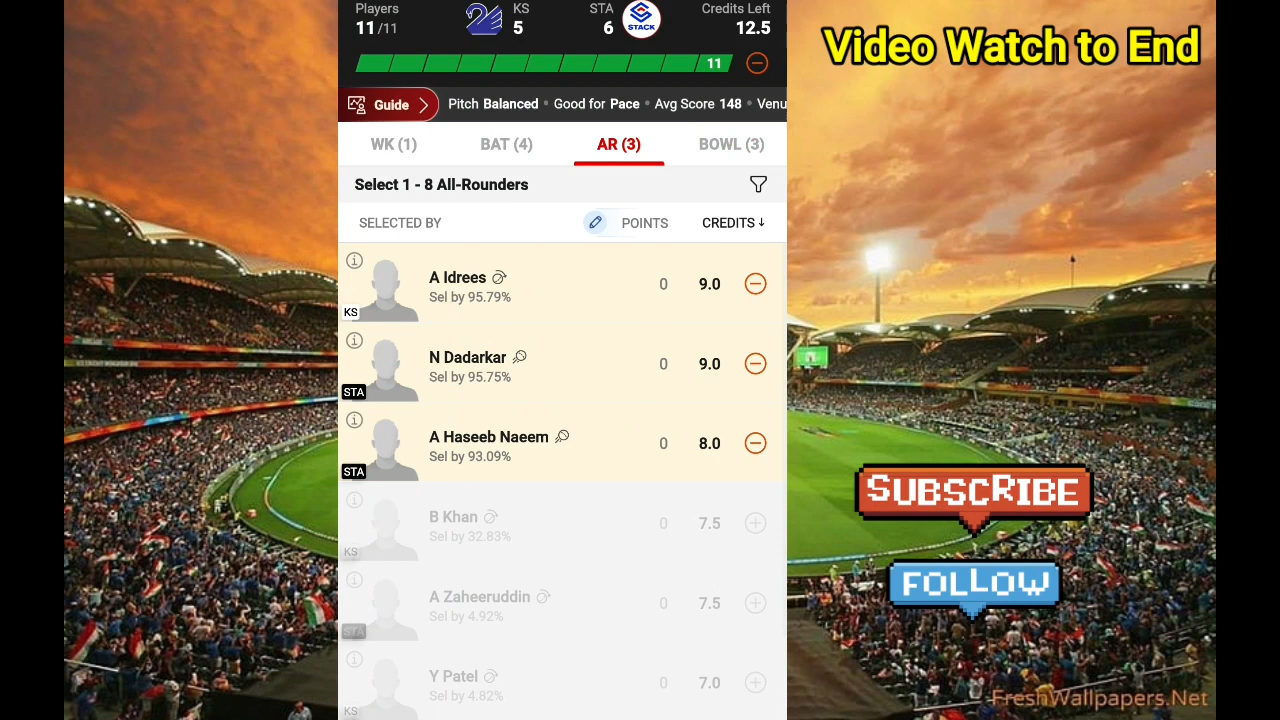 Players
11/11
KS
5
STA
6
STACK
Credits Left
12.5
Video Watch to End
11
Guide
Pitch Balanced • Good for Pace • Avg Score 148 • Venu
WK (1)
BAT (4)
AR (3)
BOWL (3)
Select 1 - 8 All-Rounders
SELECTED BY
POINTS
CREDITS ↓
A Idrees
0
9.0
Sel by 95.79%
KS
N Dadarkar
0
9.0
Sel by 95.75%
STA
A Haseeb Naeem
0
8.0
Sel by 93.09%
STA
SUBSCRIBE
B Khan
0
7.5
Sel by 32.83%
KS
FOLLOW
A Zaheeruddin
0
7.5
Sel by 4.92%
STA
Y Patel
0
7.0
Sel by 4.82%
KS
FreshWallpapers.Net